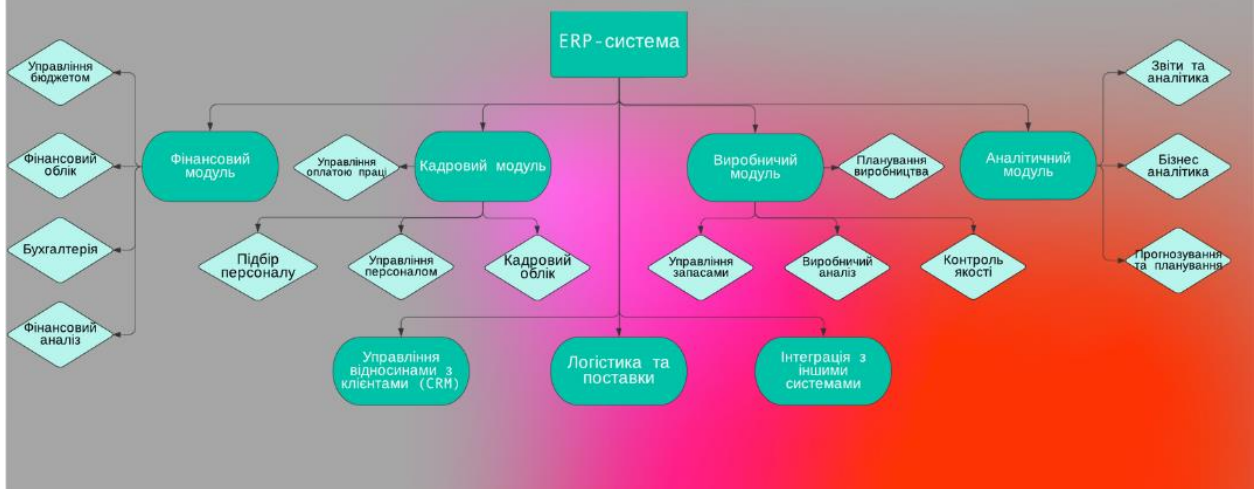 ERP-система
Управління
бюджетом
Фінансовий
облік
Бухгалтерія
Фінансовий
аналіз
Фінансовий
модуль
Управління
оплатою праці
Кадровий модуль
Підбір
персоналу
Управління
персоналом
Кадровий
облік
Виробничий
модуль
Планування
виробництва
Управління
запасами
Виробничий
аналіз
Контроль
якості
Аналітичний
модуль
Звіти та
аналітика
Бізнес
аналітика
Прогнозування
та планування
Управління
відносинами з
клієнтами (CRM)
Логістика та
поставки
Інтеграція з
іншими
системами